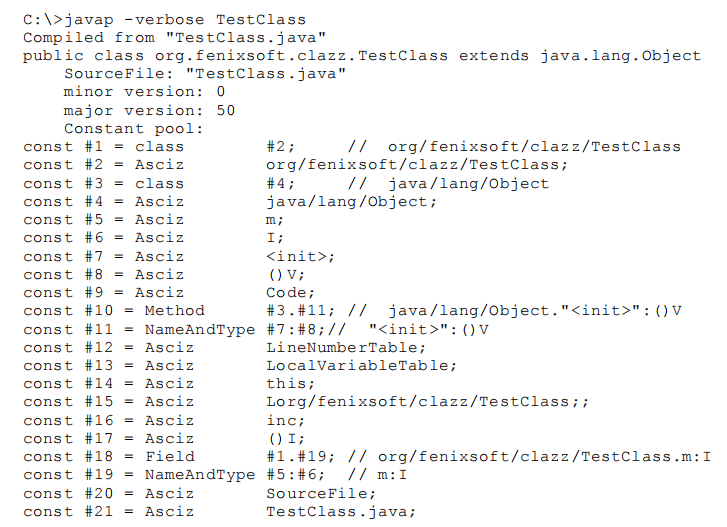 C:\>javap -verbose TestClass
Compiled from "TestClass.java"
public class org.fenixsoft.clazz.TestClass extends java.lang.Object
    SourceFile: "TestClass.java"
    minor version: 0
    major version: 50
    Constant pool:
const #1 = class        #2;     //  org/fenixsoft/clazz/TestClass
const #2 = Asciz        org/fenixsoft/clazz/TestClass;
const #3 = class        #4;     //  java/lang/Object
const #4 = Asciz        java/lang/Object;
const #5 = Asciz        m;
const #6 = Asciz        I;
const #7 = Asciz        <init>;
const #8 = Asciz        ()V;
const #9 = Asciz        Code;
const #10 = Method      #3.#11; //  java/lang/Object."<init>":()V
const #11 = NameAndType #7:#8;//  "<init>":()V
const #12 = Asciz       LineNumberTable;
const #13 = Asciz       LocalVariableTable;
const #14 = Asciz       this;
const #15 = Asciz       Lorg/fenixsoft/clazz/TestClass;;
const #16 = Asciz       inc;
const #17 = Asciz       ()I;
const #18 = Field       #1.#19; // org/fenixsoft/clazz/TestClass.m:I
const #19 = NameAndType #5:#6;  // m:I
const #20 = Asciz       SourceFile;
const #21 = Asciz       TestClass.java;